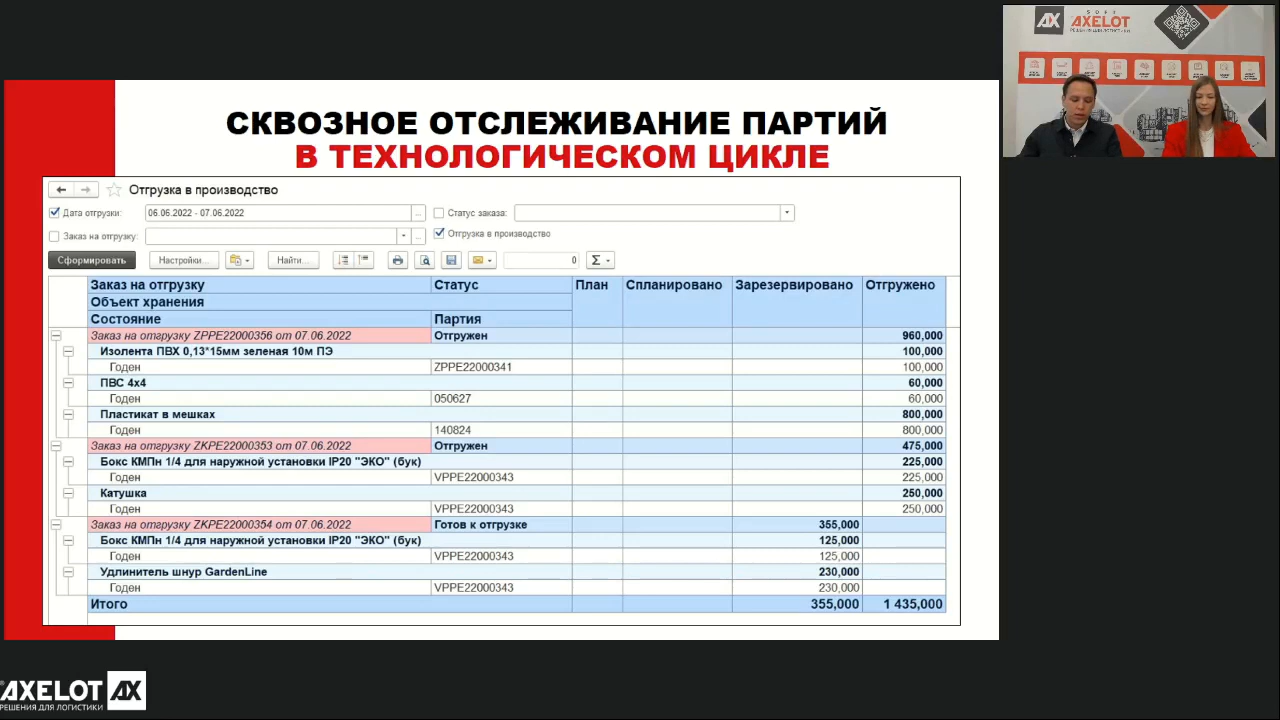 SOFT
AXELOT
РЕШЕНИЯ ДЛЯ ЛОГИСТИКИ
СКВОЗНОЕ ОТСЛЕЖИВАНИЕ ПАРТИЙ
В ТЕХНОЛОГИЧЕСКОМ ЦИКЛЕ
Отгрузка в производство
Дата отгрузки: 06.06.2022 - 07.06.2022 ... Статус заказа:
Заказ на отгрузку: ... Отгрузка в производство
Сформировать Настройки... Найти... 0 Σ
Заказ на отгрузку Статус План Спланировано Зарезервировано Отгружено
Объект хранения
Состояние Партия
Заказ на отгрузку ZPPE22000356 от 07.06.2022 Отгружен 960,000
Изолента ПВХ 0,13*15мм зеленая 10м ПЭ 100,000
Годен ZPPE22000341 100,000
ПВС 4х4 60,000
Годен 050627 60,000
Пластикат в мешках 800,000
Годен 140824 800,000
Заказ на отгрузку ZKPE22000353 от 07.06.2022 Отгружен 475,000
Бокс КМПн 1/4 для наружной установки IP20 "ЭКО" (бук) 225,000
Годен VPPE22000343 225,000
Катушка 250,000
Годен VPPE22000343 250,000
Заказ на отгрузку ZKPE22000354 от 07.06.2022 Готов к отгрузке 355,000
Бокс КМПн 1/4 для наружной установки IP20 "ЭКО" (бук) 125,000
Годен VPPE22000343 125,000
Удлинитель шнур GardenLine 230,000
Годен VPPE22000343 230,000
Итого 355,000 1 435,000
AXELOT
РЕШЕНИЯ ДЛЯ ЛОГИСТИКИ